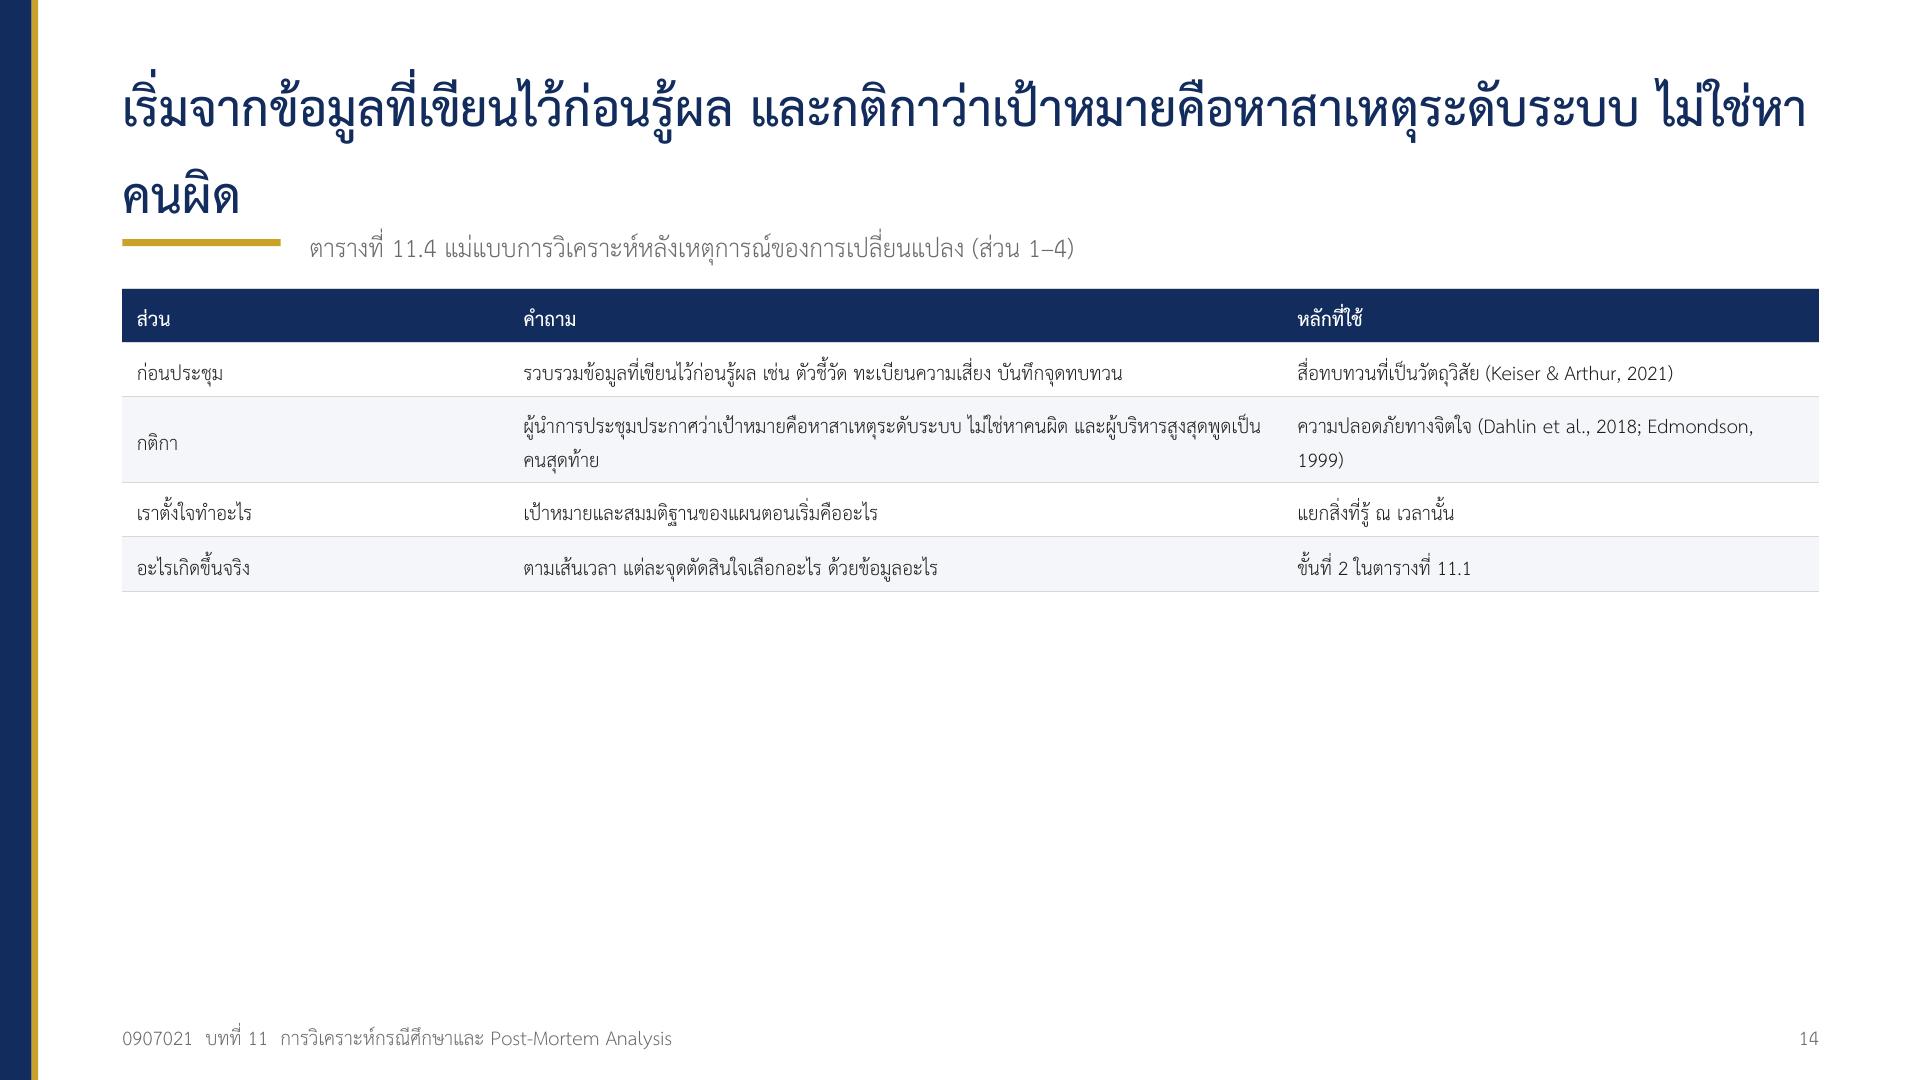 เริ่มจากข้อมูลที่เขียนไว้ก่อนรู้ผล และกติกาว่าเป้าหมายคือหาสาเหตุระดับระบบ ไม่ใช่หา
คนผิด
ตารางที่ 11.4 แม่แบบการวิเคราะห์หลังเหตุการณ์ของการเปลี่ยนแปลง (ส่วน 1–4)
ส่วน คำถาม หลักที่ใช้
ก่อนประชุม รวบรวมข้อมูลที่เขียนไว้ก่อนรู้ผล เช่น ตัวชี้วัด ทะเบียนความเสี่ยง บันทึกจุดทบทวน สื่อทบทวนที่เป็นวัตถุวิสัย (Keiser & Arthur, 2021)
กติกา ผู้นำการประชุมประกาศว่าเป้าหมายคือหาสาเหตุระดับระบบ ไม่ใช่หาคนผิด และผู้บริหารสูงสุดพูดเป็น ความปลอดภัยทางจิตใจ (Dahlin et al., 2018; Edmondson,
คนสุดท้าย 1999)
เราตั้งใจทำอะไร เป้าหมายและสมมติฐานของแผนตอนเริ่มคืออะไร แยกสิ่งที่รู้ ณ เวลานั้น
อะไรเกิดขึ้นจริง ตามเส้นเวลา แต่ละจุดตัดสินใจเลือกอะไร ด้วยข้อมูลอะไร ขั้นที่ 2 ในตารางที่ 11.1
0907021 บทที่ 11 การวิเคราะห์กรณีศึกษาและ Post-Mortem Analysis 14